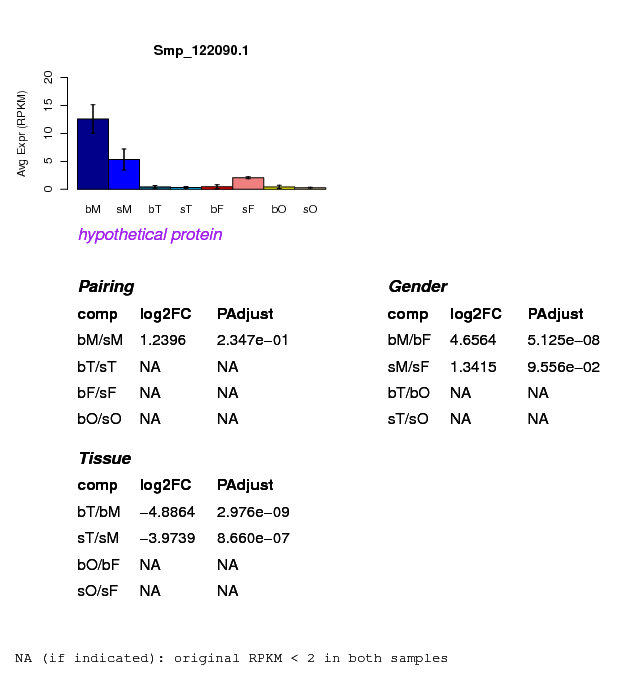 Smp_122090.1
Avg Expr (RPKM)
20
15
10
5
0
bM sM bT sT bF sF bO sO
hypothetical protein
Pairing
comp log2FC PAdjust
bM/sM 1.2396 2.347e−01
bT/sT NA NA
bF/sF NA NA
bO/sO NA NA
Gender
comp log2FC PAdjust
bM/bF 4.6564 5.125e−08
sM/sF 1.3415 9.556e−02
bT/bO NA NA
sT/sO NA NA
Tissue
comp log2FC PAdjust
bT/bM −4.8864 2.976e−09
sT/sM −3.9739 8.660e−07
bO/bF NA NA
sO/sF NA NA
NA (if indicated): original RPKM < 2 in both samples